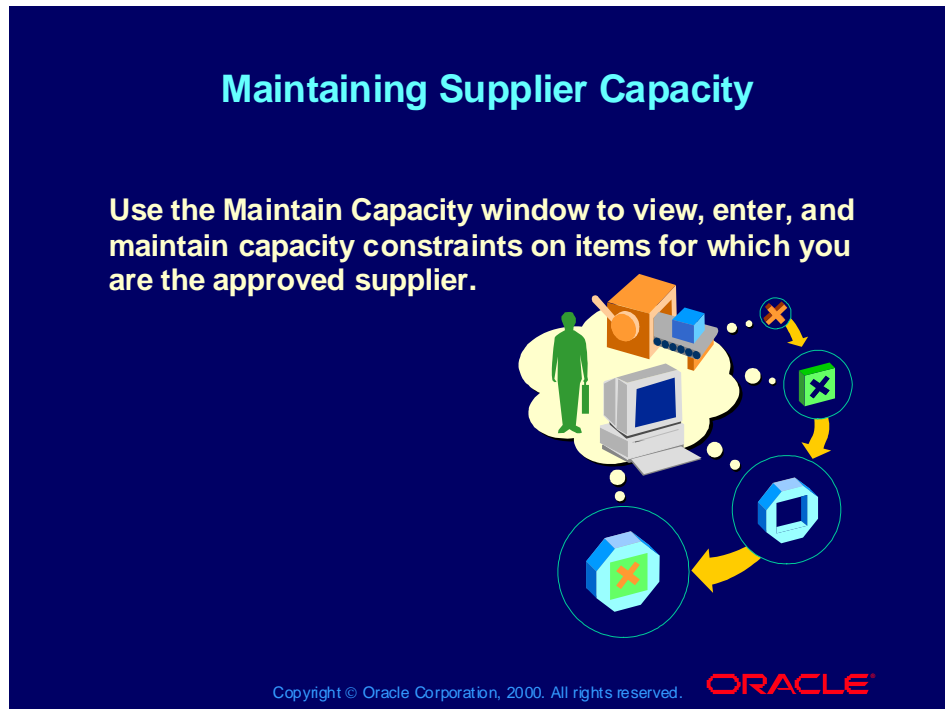 Maintaining Supplier Capacity
Use the Maintain Capacity window to view, enter, and
maintain capacity constraints on items for which you
are the approved supplier.
Copyright © Oracle Corporation, 2000. All rights reserved.
ORACLE®